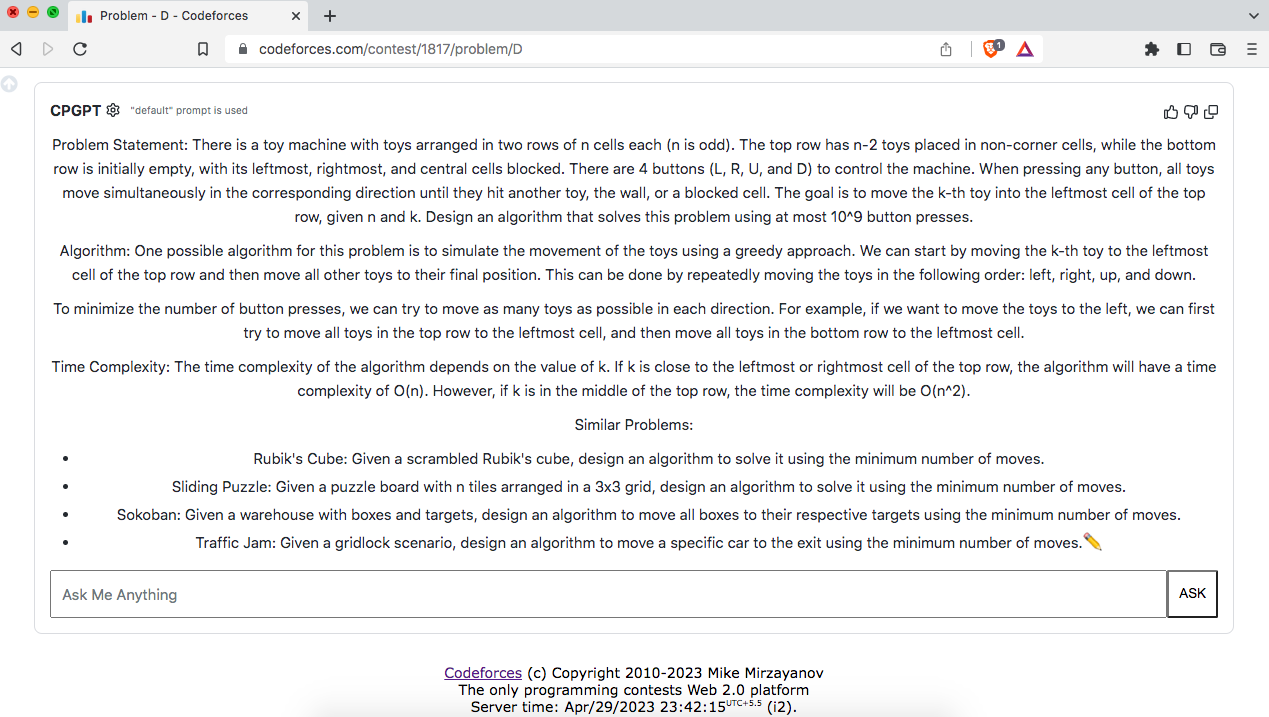 Problem - D - Codeforces
codeforces.com/contest/1817/problem/D
1
CPGPT "default" prompt is used
Problem Statement: There is a toy machine with toys arranged in two rows of n cells each (n is odd). The top row has n-2 toys placed in non-corner cells, while the bottom
row is initially empty, with its leftmost, rightmost, and central cells blocked. There are 4 buttons (L, R, U, and D) to control the machine. When pressing any button, all toys
move simultaneously in the corresponding direction until they hit another toy, the wall, or a blocked cell. The goal is to move the k-th toy into the leftmost cell of the top
row, given n and k. Design an algorithm that solves this problem using at most 10^9 button presses.
Algorithm: One possible algorithm for this problem is to simulate the movement of the toys using a greedy approach. We can start by moving the k-th toy to the leftmost
cell of the top row and then move all other toys to their final position. This can be done by repeatedly moving the toys in the following order: left, right, up, and down.
To minimize the number of button presses, we can try to move as many toys as possible in each direction. For example, if we want to move the toys to the left, we can first
try to move all toys in the top row to the leftmost cell, and then move all toys in the bottom row to the leftmost cell.
Time Complexity: The time complexity of the algorithm depends on the value of k. If k is close to the leftmost or rightmost cell of the top row, the algorithm will have a time
complexity of O(n). However, if k is in the middle of the top row, the time complexity will be O(n^2).
Similar Problems:
• Rubik's Cube: Given a scrambled Rubik's cube, design an algorithm to solve it using the minimum number of moves.
• Sliding Puzzle: Given a puzzle board with n tiles arranged in a 3x3 grid, design an algorithm to solve it using the minimum number of moves.
• Sokoban: Given a warehouse with boxes and targets, design an algorithm to move all boxes to their respective targets using the minimum number of moves.
• Traffic Jam: Given a gridlock scenario, design an algorithm to move a specific car to the exit using the minimum number of moves.✏️
Ask Me Anything
ASK
Codeforces (c) Copyright 2010-2023 Mike Mirzayanov
The only programming contests Web 2.0 platform
Server time: Apr/29/2023 23:42:15UTC+5.5 (i2).